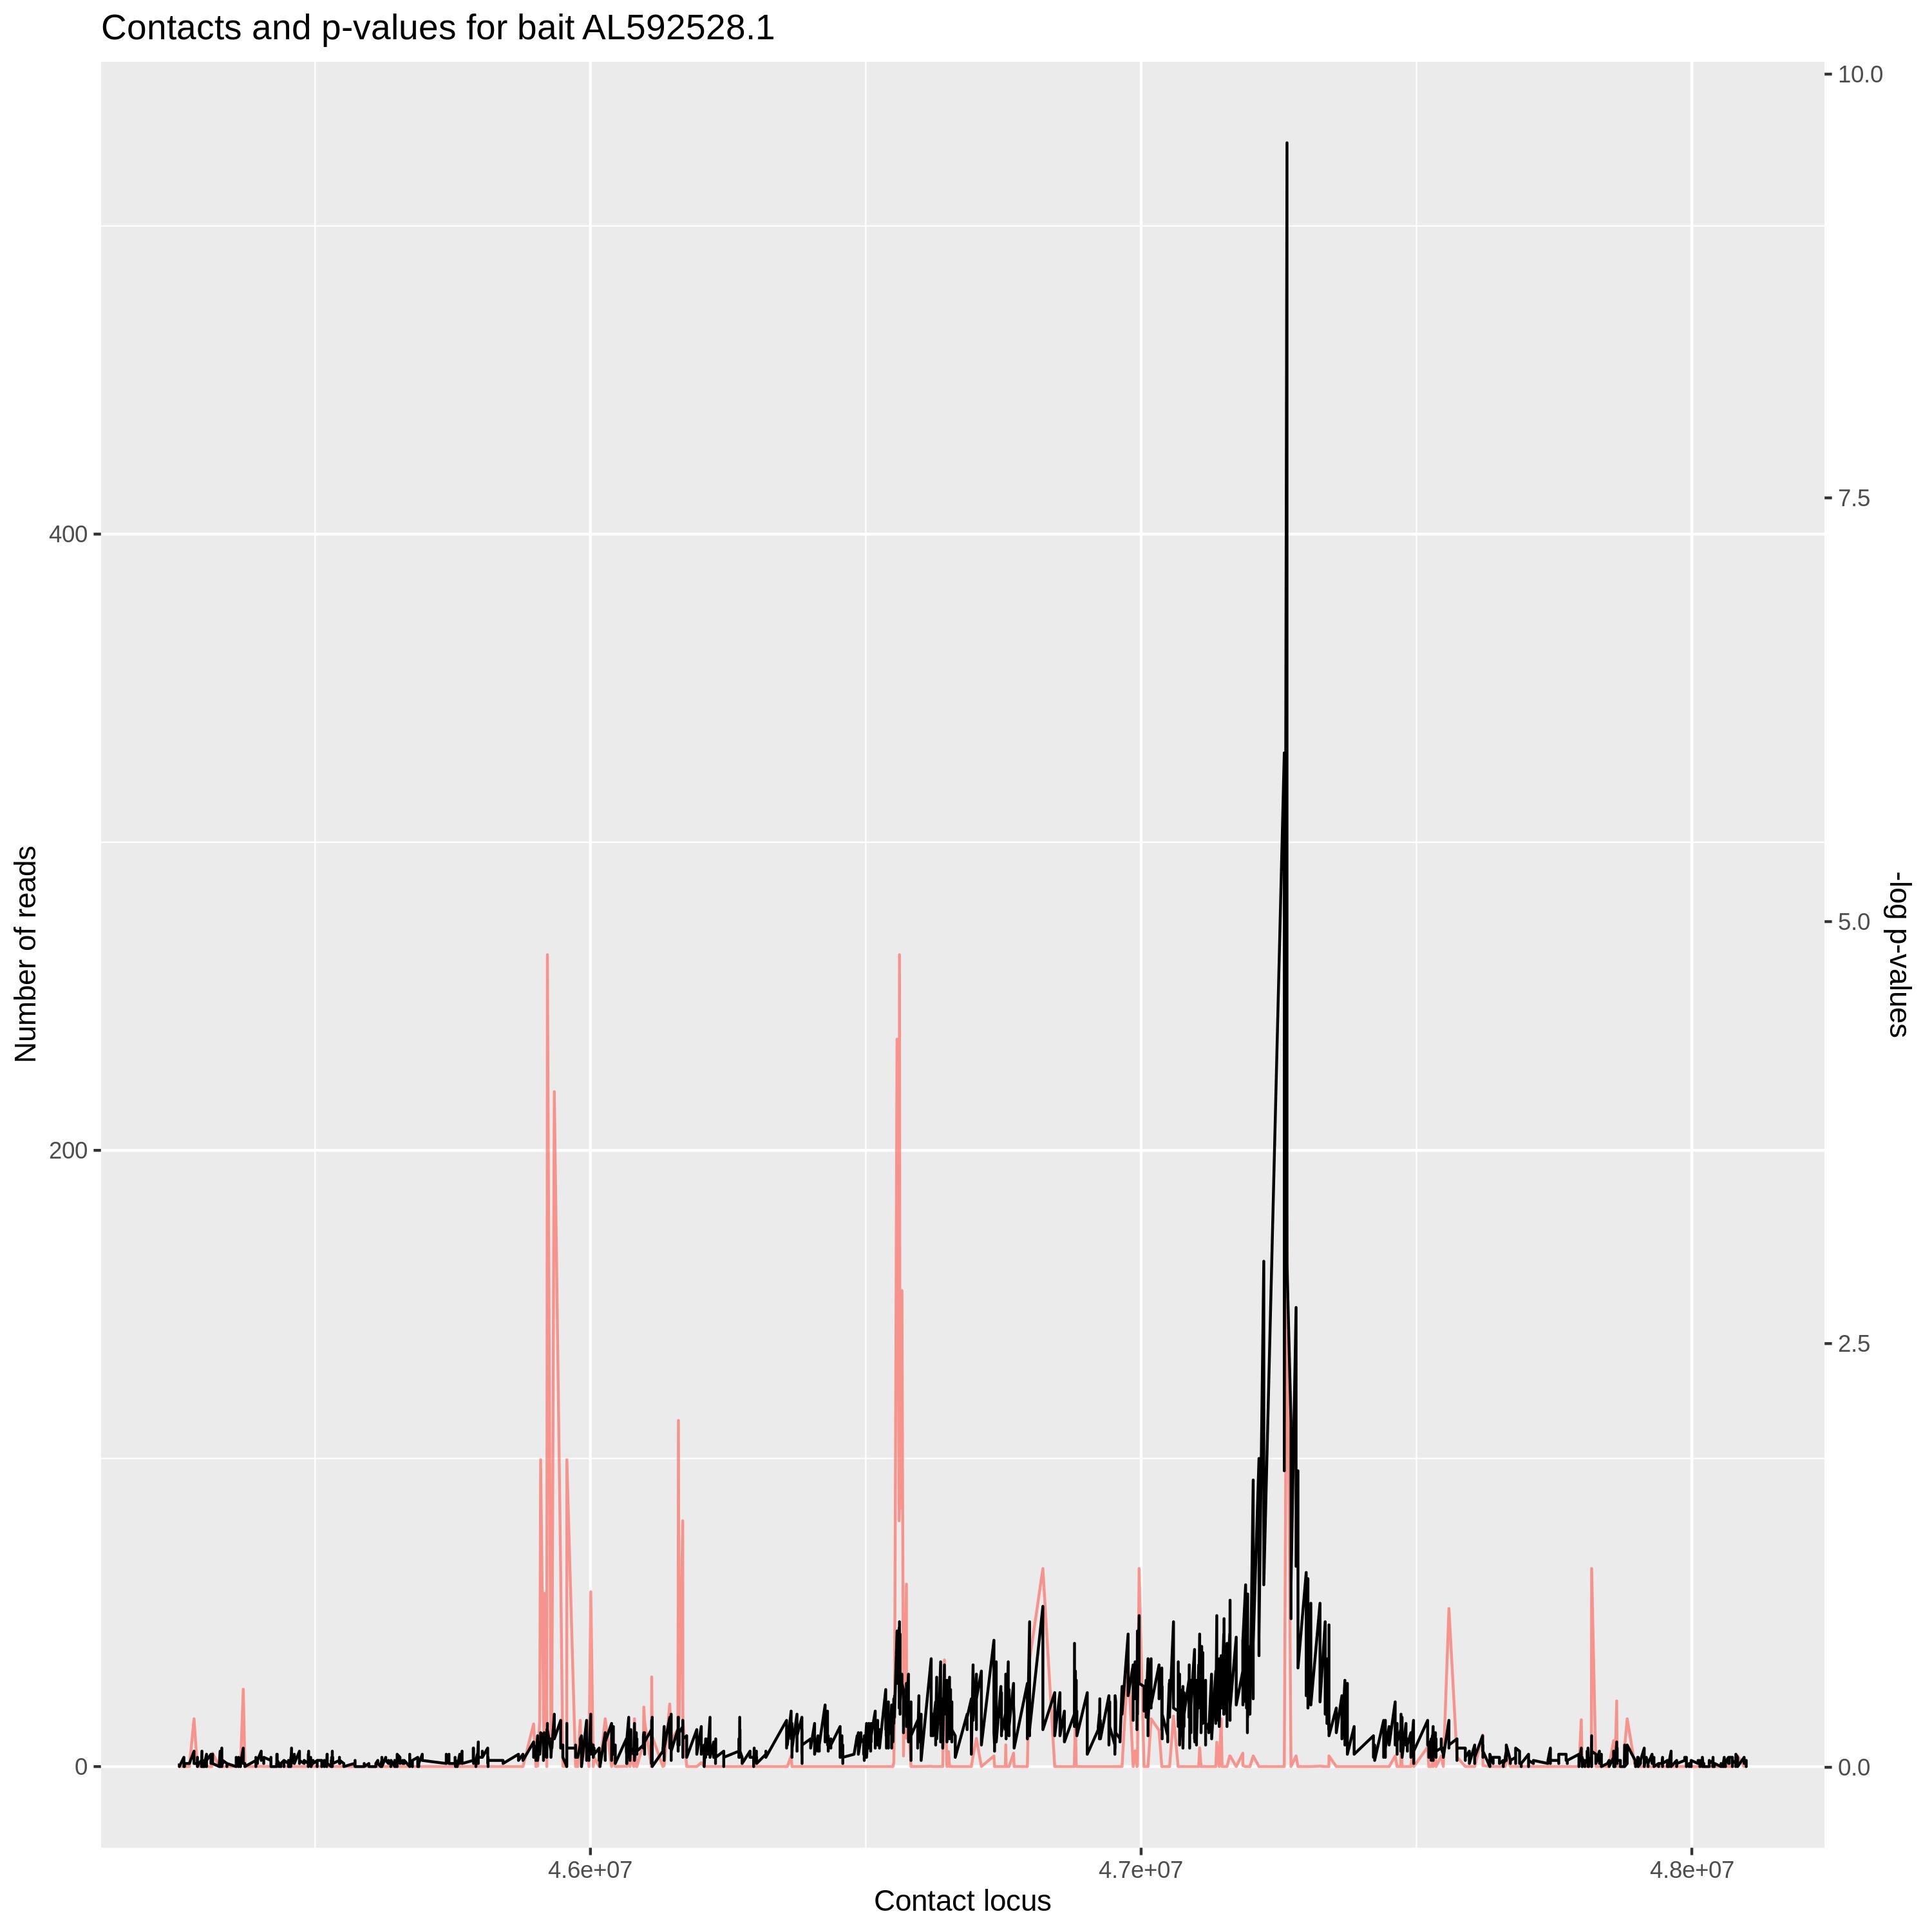 Contacts and p-values for bait AL592528.1
10.0
7.5
5.0
2.5
0.0
400
200
0
Number of reads
-log p-values
4.6e+07
4.7e+07
4.8e+07
Contact locus